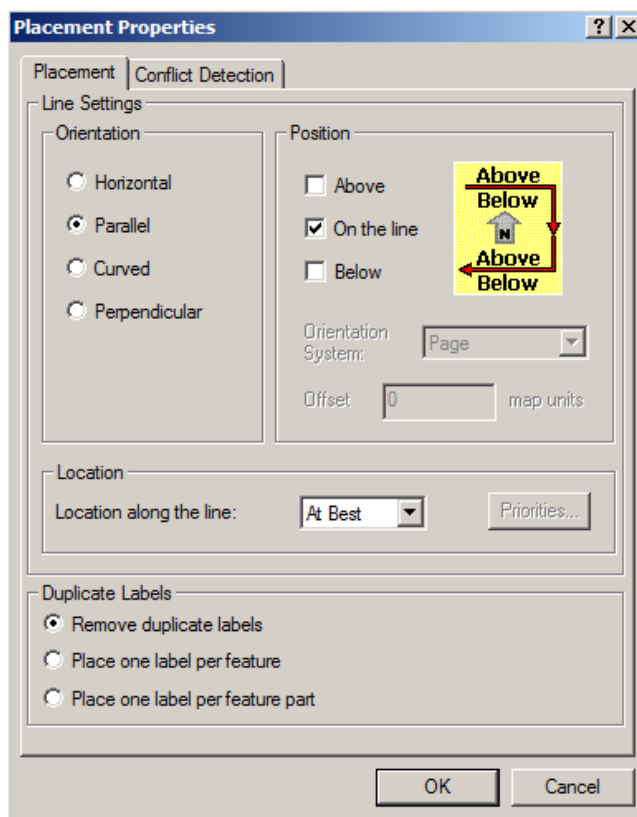 Placement Properties
Placement
Conflict Detection
Line Settings
Orientation
Horizontal
Parallel
Curved
Perpendicular
Position
Above
On the line
Below
Above
Below
N
Above
Below
Orientation
System:
Page
Offset
0
map units
Location
Location along the line:
At Best
Priorities...
Duplicate Labels
Remove duplicate labels
Place one label per feature
Place one label per feature part
OK
Cancel